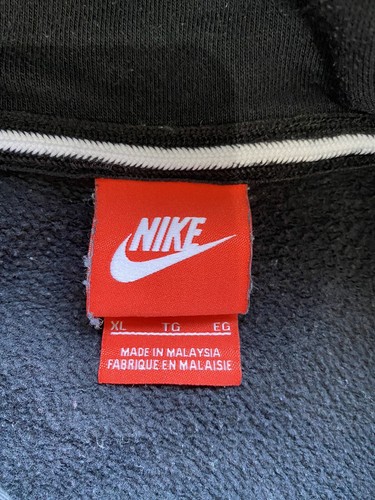 NIKE
XL TG EG
MADE IN MALAYSIA
FABRIQUE EN MALAISIE